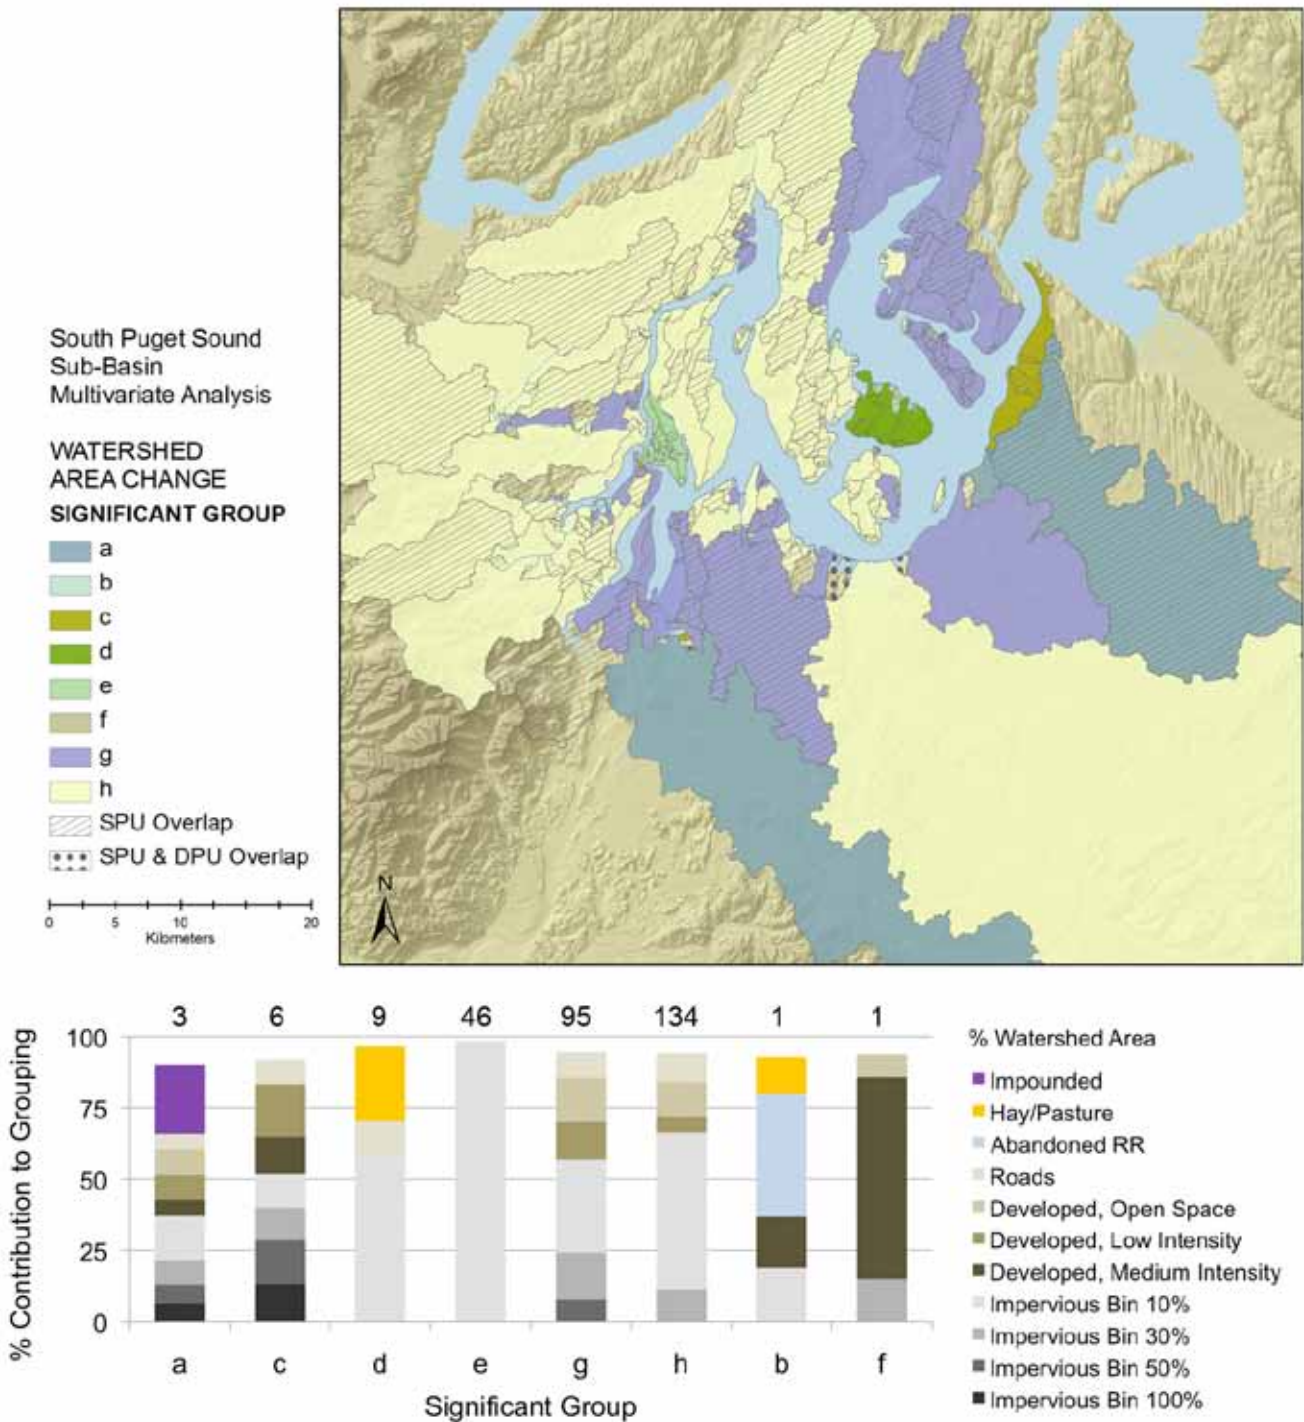 South Puget Sound
Sub-Basin
Multivariate Analysis
WATERSHED
AREA CHANGE
SIGNIFICANT GROUP
a
b
c
d
e
f
g
h
SPU Overlap
SPU & DPU Overlap
0 5 10 20
Kilometers
N
3 6 9 46 95 134 1 1
% Contribution to Grouping
100
75
50
25
0
a c d e g h b f
Significant Group
% Watershed Area
Impounded
Hay/Pasture
Abandoned RR
Roads
Developed, Open Space
Developed, Low Intensity
Developed, Medium Intensity
Impervious Bin 10%
Impervious Bin 30%
Impervious Bin 50%
Impervious Bin 100%